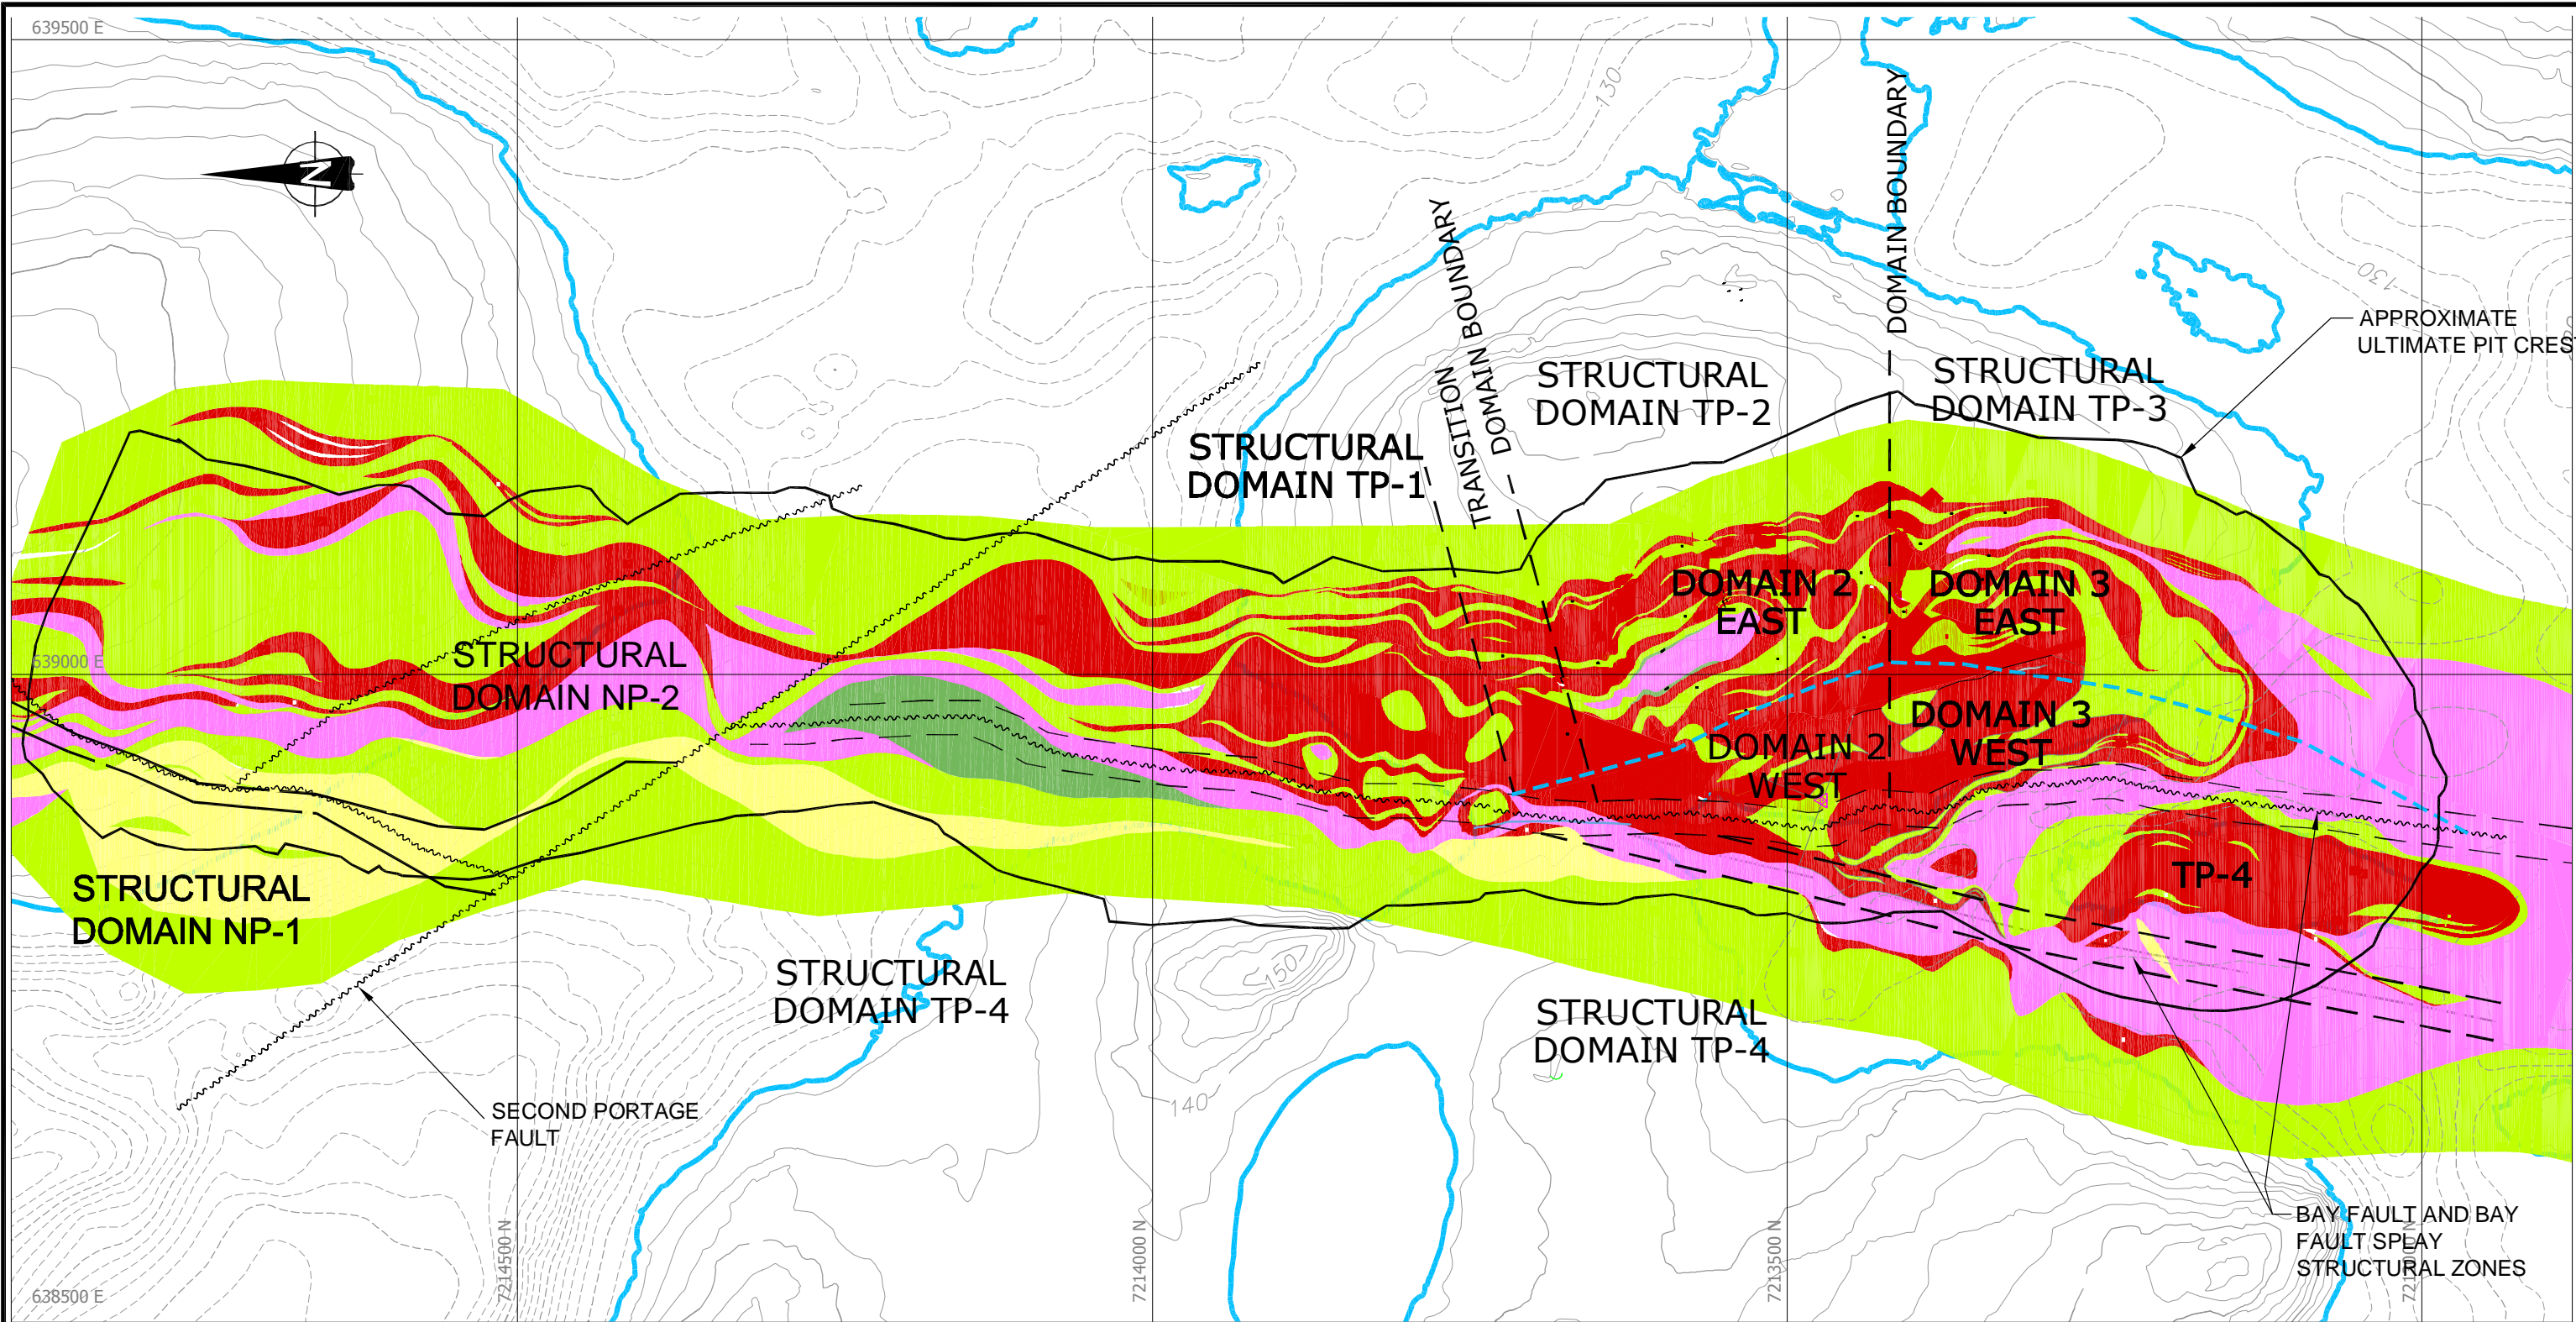 639500 E
130
DOMAIN BOUNDARY
N
TRANSITION
DOMAIN BOUNDARY
130
APPROXIMATE
ULTIMATE PIT CRES
STRUCTURAL
DOMAIN TP-2
STRUCTURAL
DOMAIN TP-3
STRUCTURAL
DOMAIN TP-1
DOMAIN 2
EAST
DOMAIN 3
EAST
639000 E
STRUCTURAL
DOMAIN NP-2
DOMAIN 2
WEST
DOMAIN 3
WEST
TP-4
STRUCTURAL
DOMAIN NP-1
STRUCTURAL
DOMAIN TP-4
150
STRUCTURAL
DOMAIN TP-4
140
SECOND PORTAGE
FAULT
BAY FAULT AND BAY
FAULT SPLAY
STRUCTURAL ZONES
638500 E
7214500 N
7214000 N
7213500 N
7213000 N